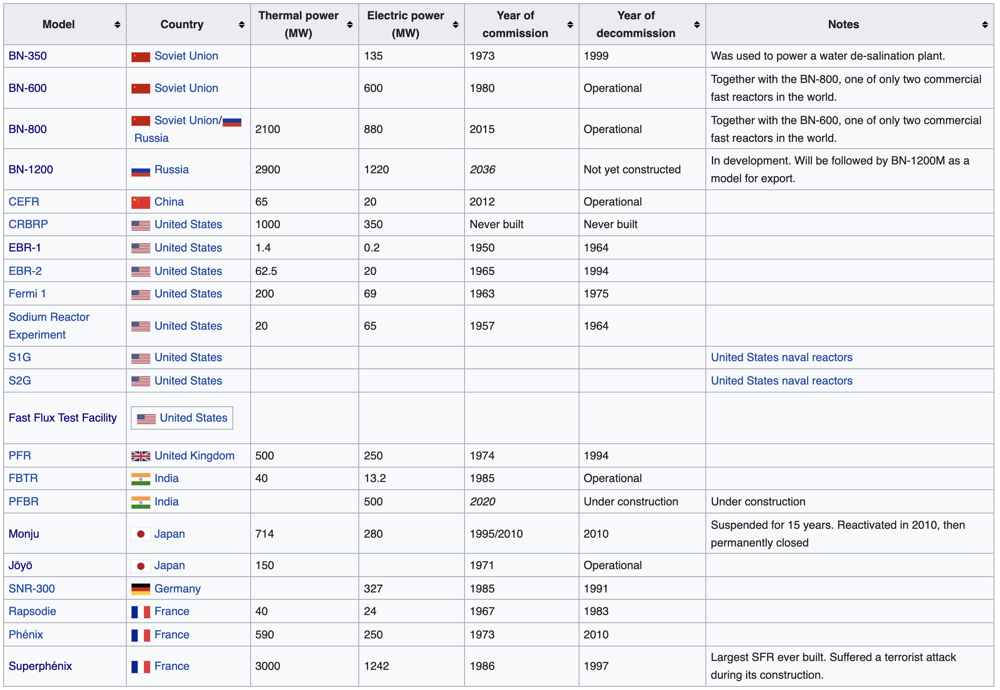 Model Country Thermal power (MW) Electric power (MW) Year of commission Year of decommission Notes
BN-350 Soviet Union 135 1973 1999 Was used to power a water de-salination plant.
BN-600 Soviet Union 600 1980 Operational Together with the BN-800, one of only two commercial
fast reactors in the world.
BN-800 Soviet Union/ Russia 2100 880 2015 Operational Together with the BN-600, one of only two commercial
fast reactors in the world.
BN-1200 Russia 2900 1220 2036 Not yet constructed In development. Will be followed by BN-1200M as a
model for export.
CEFR China 65 20 2012 Operational
CRBRP United States 1000 350 Never built Never built
EBR-1 United States 1.4 0.2 1950 1964
EBR-2 United States 62.5 20 1965 1994
Fermi 1 United States 200 69 1963 1975
Sodium Reactor Experiment United States 20 65 1957 1964
S1G United States United States naval reactors
S2G United States United States naval reactors
Fast Flux Test Facility United States
PFR United Kingdom 500 250 1974 1994
FBTR India 40 13.2 1985 Operational
PFBR India 500 2020 Under construction Under construction
Monju Japan 714 280 1995/2010 2010 Suspended for 15 years. Reactivated in 2010, then
permanently closed
Jōyō Japan 150 1971 Operational
SNR-300 Germany 327 1985 1991
Rapsodie France 40 24 1967 1983
Phénix France 590 250 1973 2010
Superphénix France 3000 1242 1986 1997 Largest SFR ever built. Suffered a terrorist attack
during its construction.